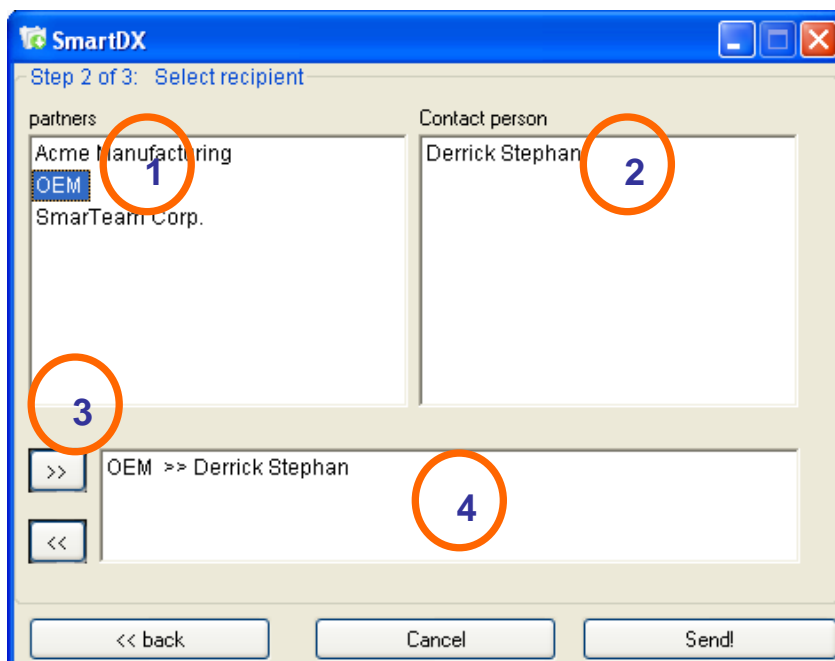 SmartDX
Step 2 of 3: Select recipient
partners
Contact person
Acme Manufacturing
OEM
SmarTeam Corp.
1
Derrick Stephan
2
3
>>
<<
OEM >> Derrick Stephan
4
<< back
Cancel
Send!